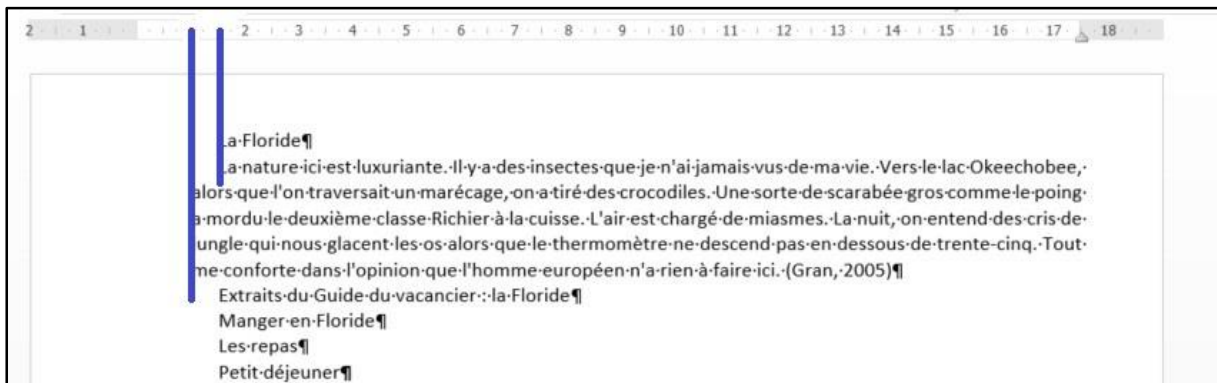 2 · 1 · 2 · 3 · 4 · 5 · 6 · 7 · 8 · 9 · 10 · 11 · 12 · 13 · 14 · 15 · 16 · 17 · 18
La·Floride¶
La·nature·ici·est·luxuriante.·Il·y·a·des·insectes·que·je·n'ai·jamais·vus·de·ma·vie.·Vers·le·lac·Okeechobee,·
alors·que·l'on·traversait·un·marécage,·on·a·tiré·des·crocodiles.·Une·sorte·de·scarabée·gros·comme·le·poing·
a·mordu·le·deuxième·classe·Richier·à·la·cuisse.·L'air·est·chargé·de·miasmes.·La·nuit,·on·entend·des·cris·de·
jungle·qui·nous·glacent·les·os·alors·que·le·thermomètre·ne·descend·pas·en·dessous·de·trente-cinq.·Tout·
me·conforte·dans·l'opinion·que·l'homme·européen·n'a·rien·à·faire·ici.·(Gran,·2005)¶
Extraits·du·Guide·du·vacancier·:·la·Floride¶
Manger·en·Floride¶
Les·repas¶
Petit·déjeuner¶